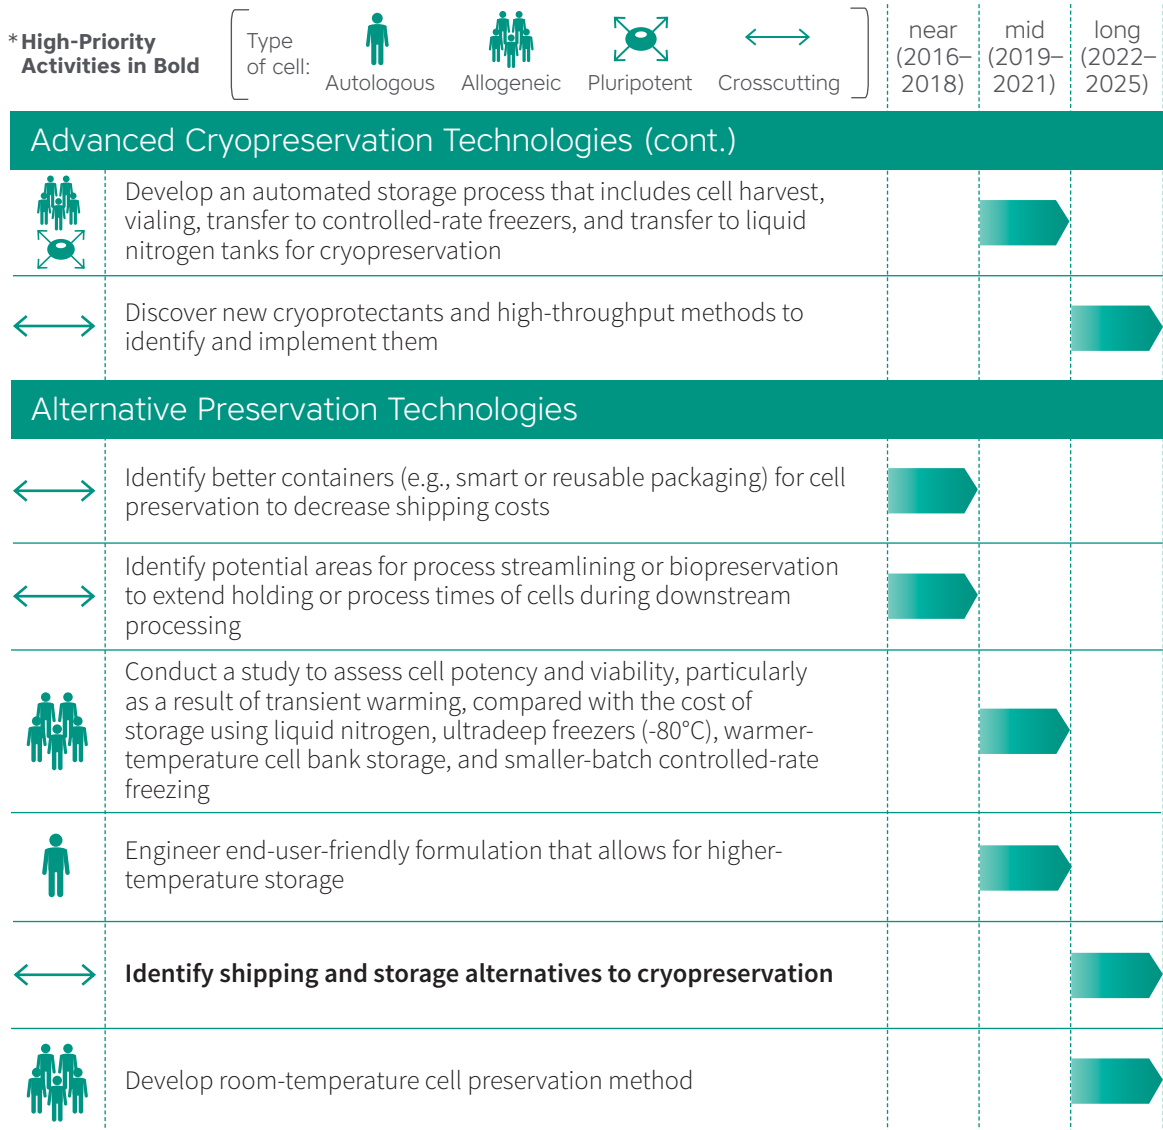 *High-Priority
Activities in Bold
Type
of cell:
Autologous
Allogeneic
Pluripotent
Crosscutting
near
(2016–
2018)
mid
(2019–
2021)
long
(2022–
2025)
Advanced Cryopreservation Technologies (cont.)
Develop an automated storage process that includes cell harvest,
vialing, transfer to controlled-rate freezers, and transfer to liquid
nitrogen tanks for cryopreservation
Discover new cryoprotectants and high-throughput methods to
identify and implement them
Alternative Preservation Technologies
Identify better containers (e.g., smart or reusable packaging) for cell
preservation to decrease shipping costs
Identify potential areas for process streamlining or biopreservation
to extend holding or process times of cells during downstream
processing
Conduct a study to assess cell potency and viability, particularly
as a result of transient warming, compared with the cost of
storage using liquid nitrogen, ultradeep freezers (-80°C), warmer-
temperature cell bank storage, and smaller-batch controlled-rate
freezing
Engineer end-user-friendly formulation that allows for higher-
temperature storage
Identify shipping and storage alternatives to cryopreservation
Develop room-temperature cell preservation method